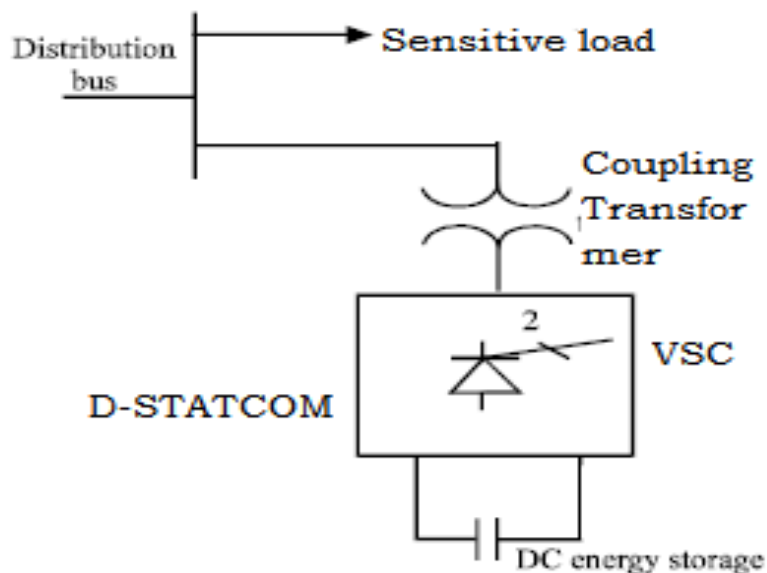 Distribution
bus
Sensitive load
Coupling
Transfor
mer
2
VSC
D-STATCOM
DC energy storage